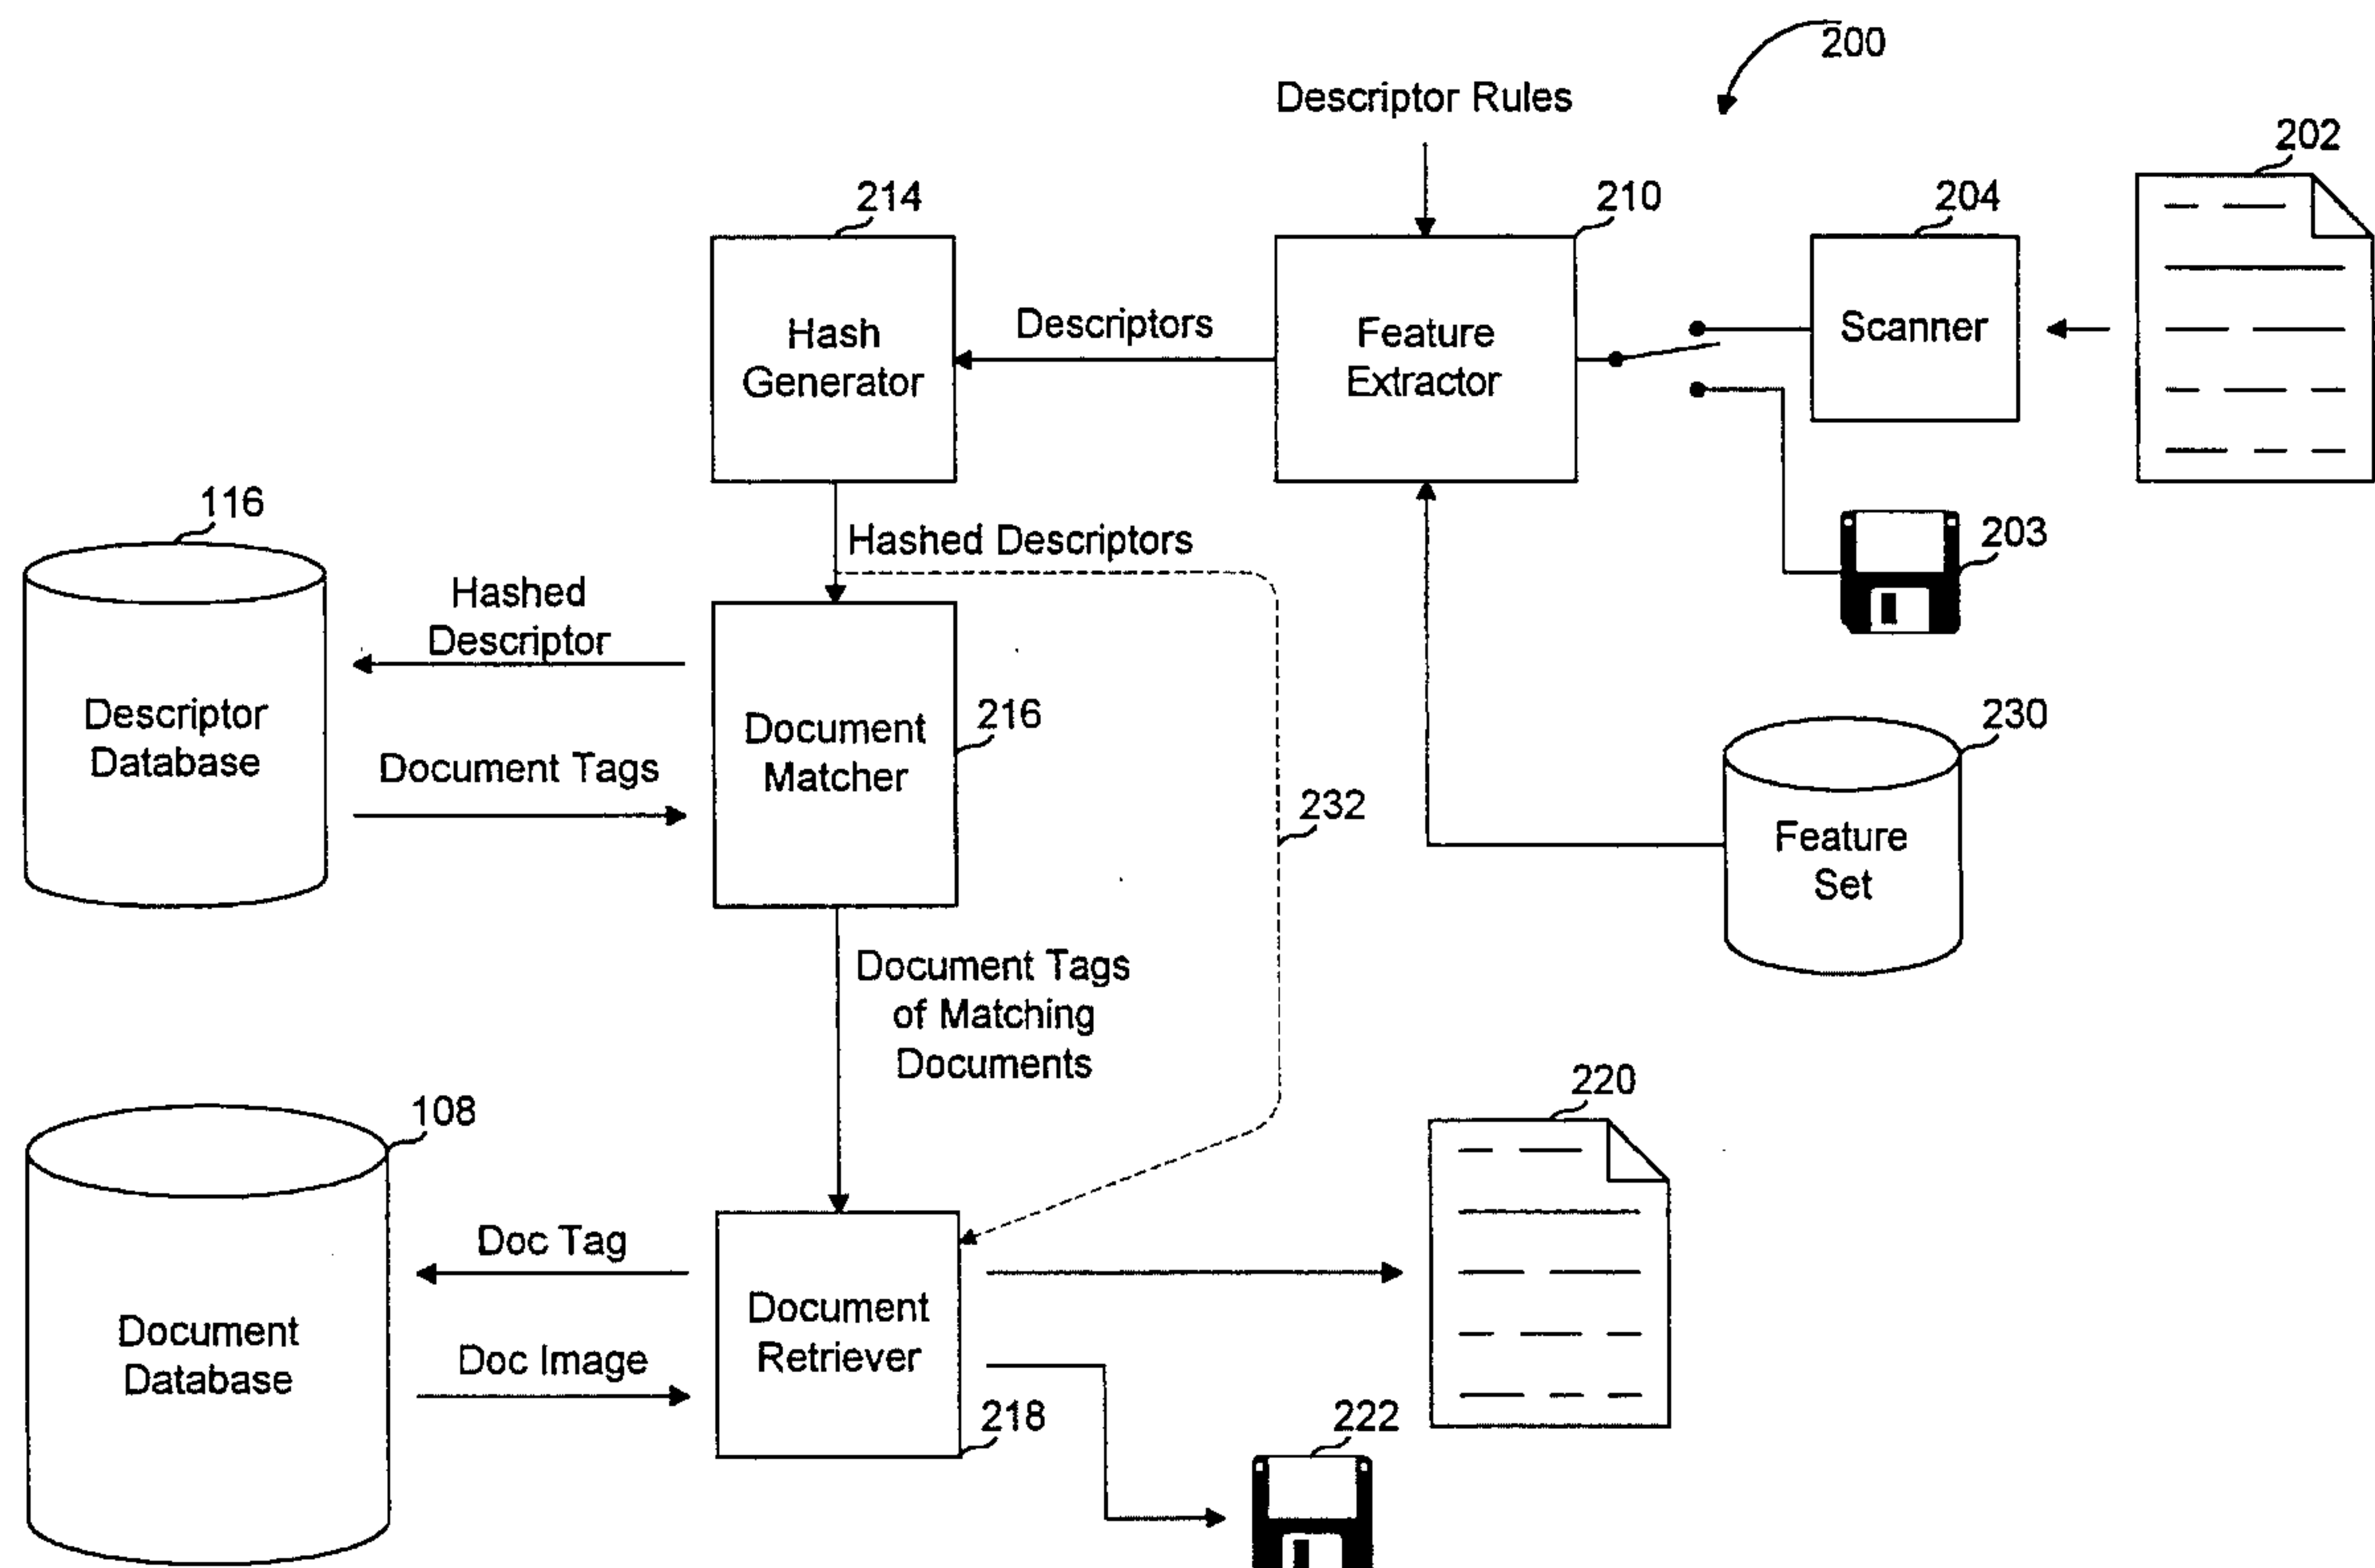 200
Descriptor Rules
202
214
210
204
Hash
Generator
Descriptors
Feature
Extractor
Scanner
116
Hashed Descriptors
203
Hashed
Descriptor
Descriptor
Database
Document Tags
Document
Matcher
216
230
232
Feature
Set
Document Tags
of Matching
Documents
108
220
Doc Tag
Document
Database
Doc Image
Document
Retriever
218
222